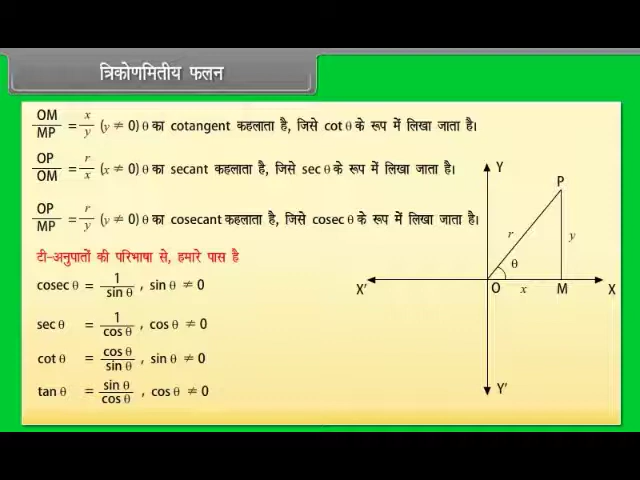 त्रिकोणमितीय फलन
OM/MP = x/y (y ≠ 0) θ का cotangent कहलाता है, जिसे cot θ के रूप में लिखा जाता है।
OP/OM = r/x (x ≠ 0) θ का secant कहलाता है, जिसे sec θ के रूप में लिखा जाता है।
OP/MP = r/y (y ≠ 0) θ का cosecant कहलाता है, जिसे cosec θ के रूप में लिखा जाता है।
टी-अनुपातों की परिभाषा से, हमारे पास है
cosec θ = 1/sin θ , sin θ ≠ 0
sec θ = 1/cos θ , cos θ ≠ 0
cot θ = cos θ/sin θ , sin θ ≠ 0
tan θ = sin θ/cos θ , cos θ ≠ 0
Y
P
r
y
θ
X′
O
x
M
X
Y′